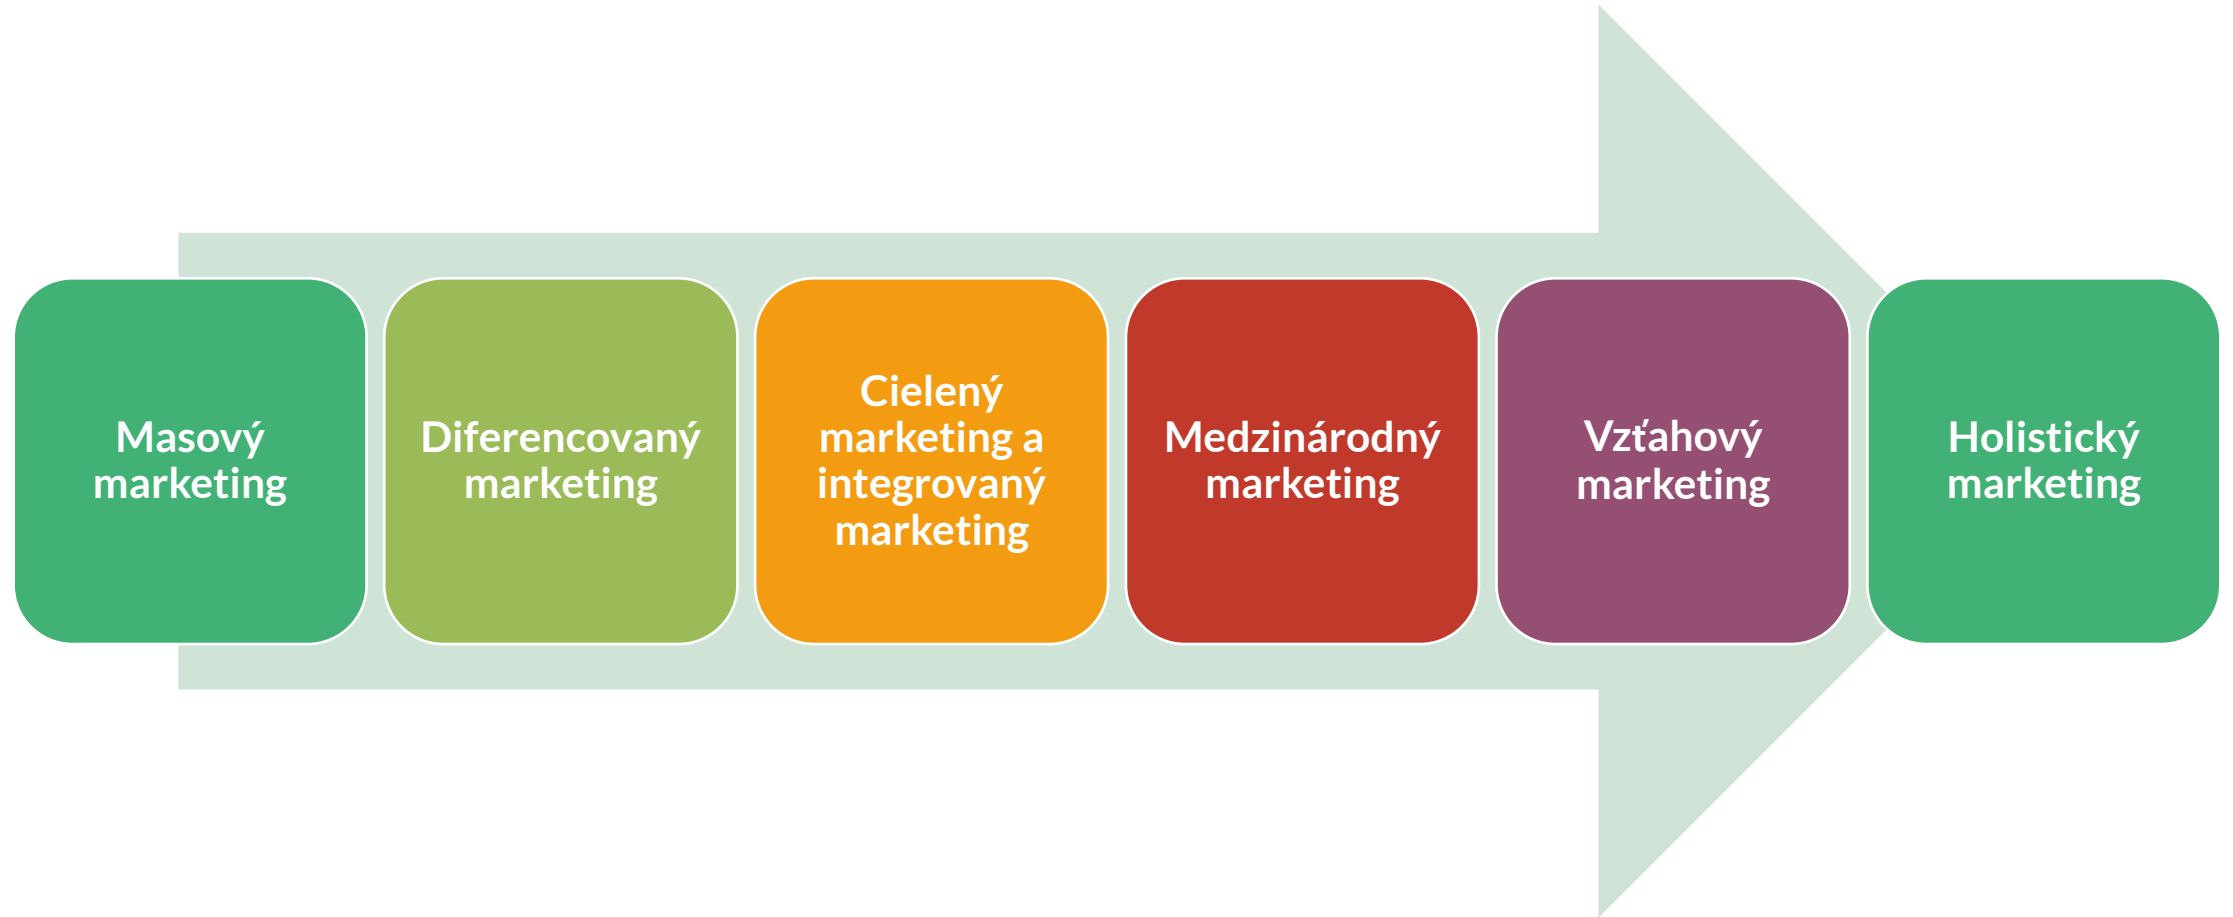 Masový
marketing
Diferencovaný
marketing
Cielený
marketing a
integrovaný
marketing
Medzinárodný
marketing
Vzťahový
marketing
Holistický
marketing